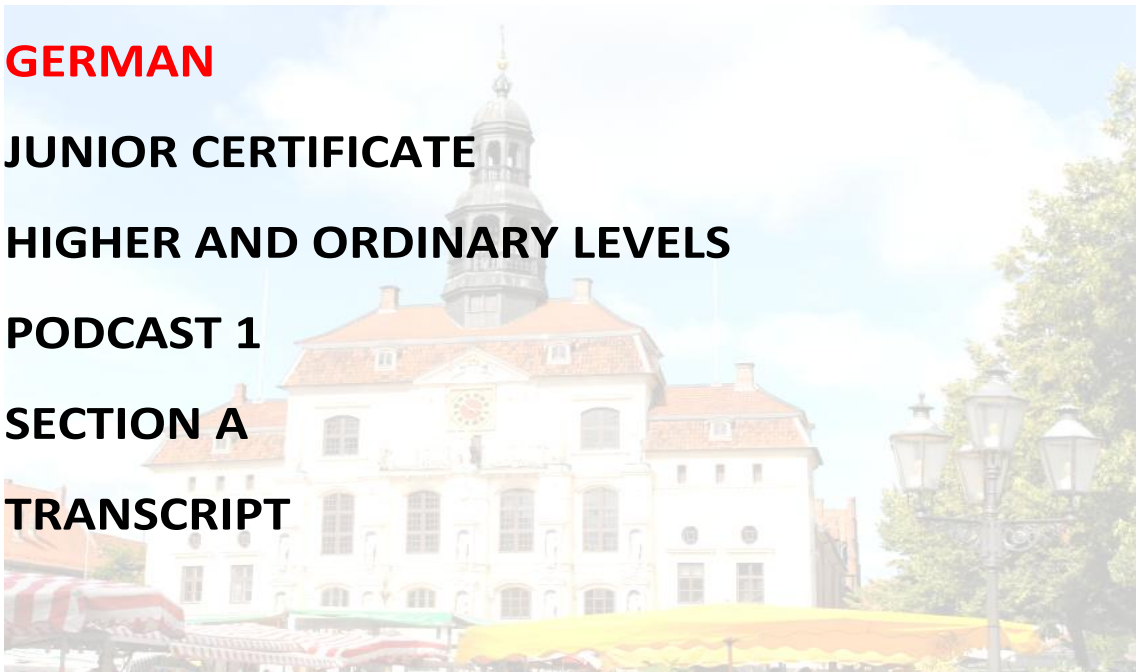 GERMAN
JUNIOR CERTIFICATE
HIGHER AND ORDINARY LEVELS
PODCAST 1
SECTION A
TRANSCRIPT